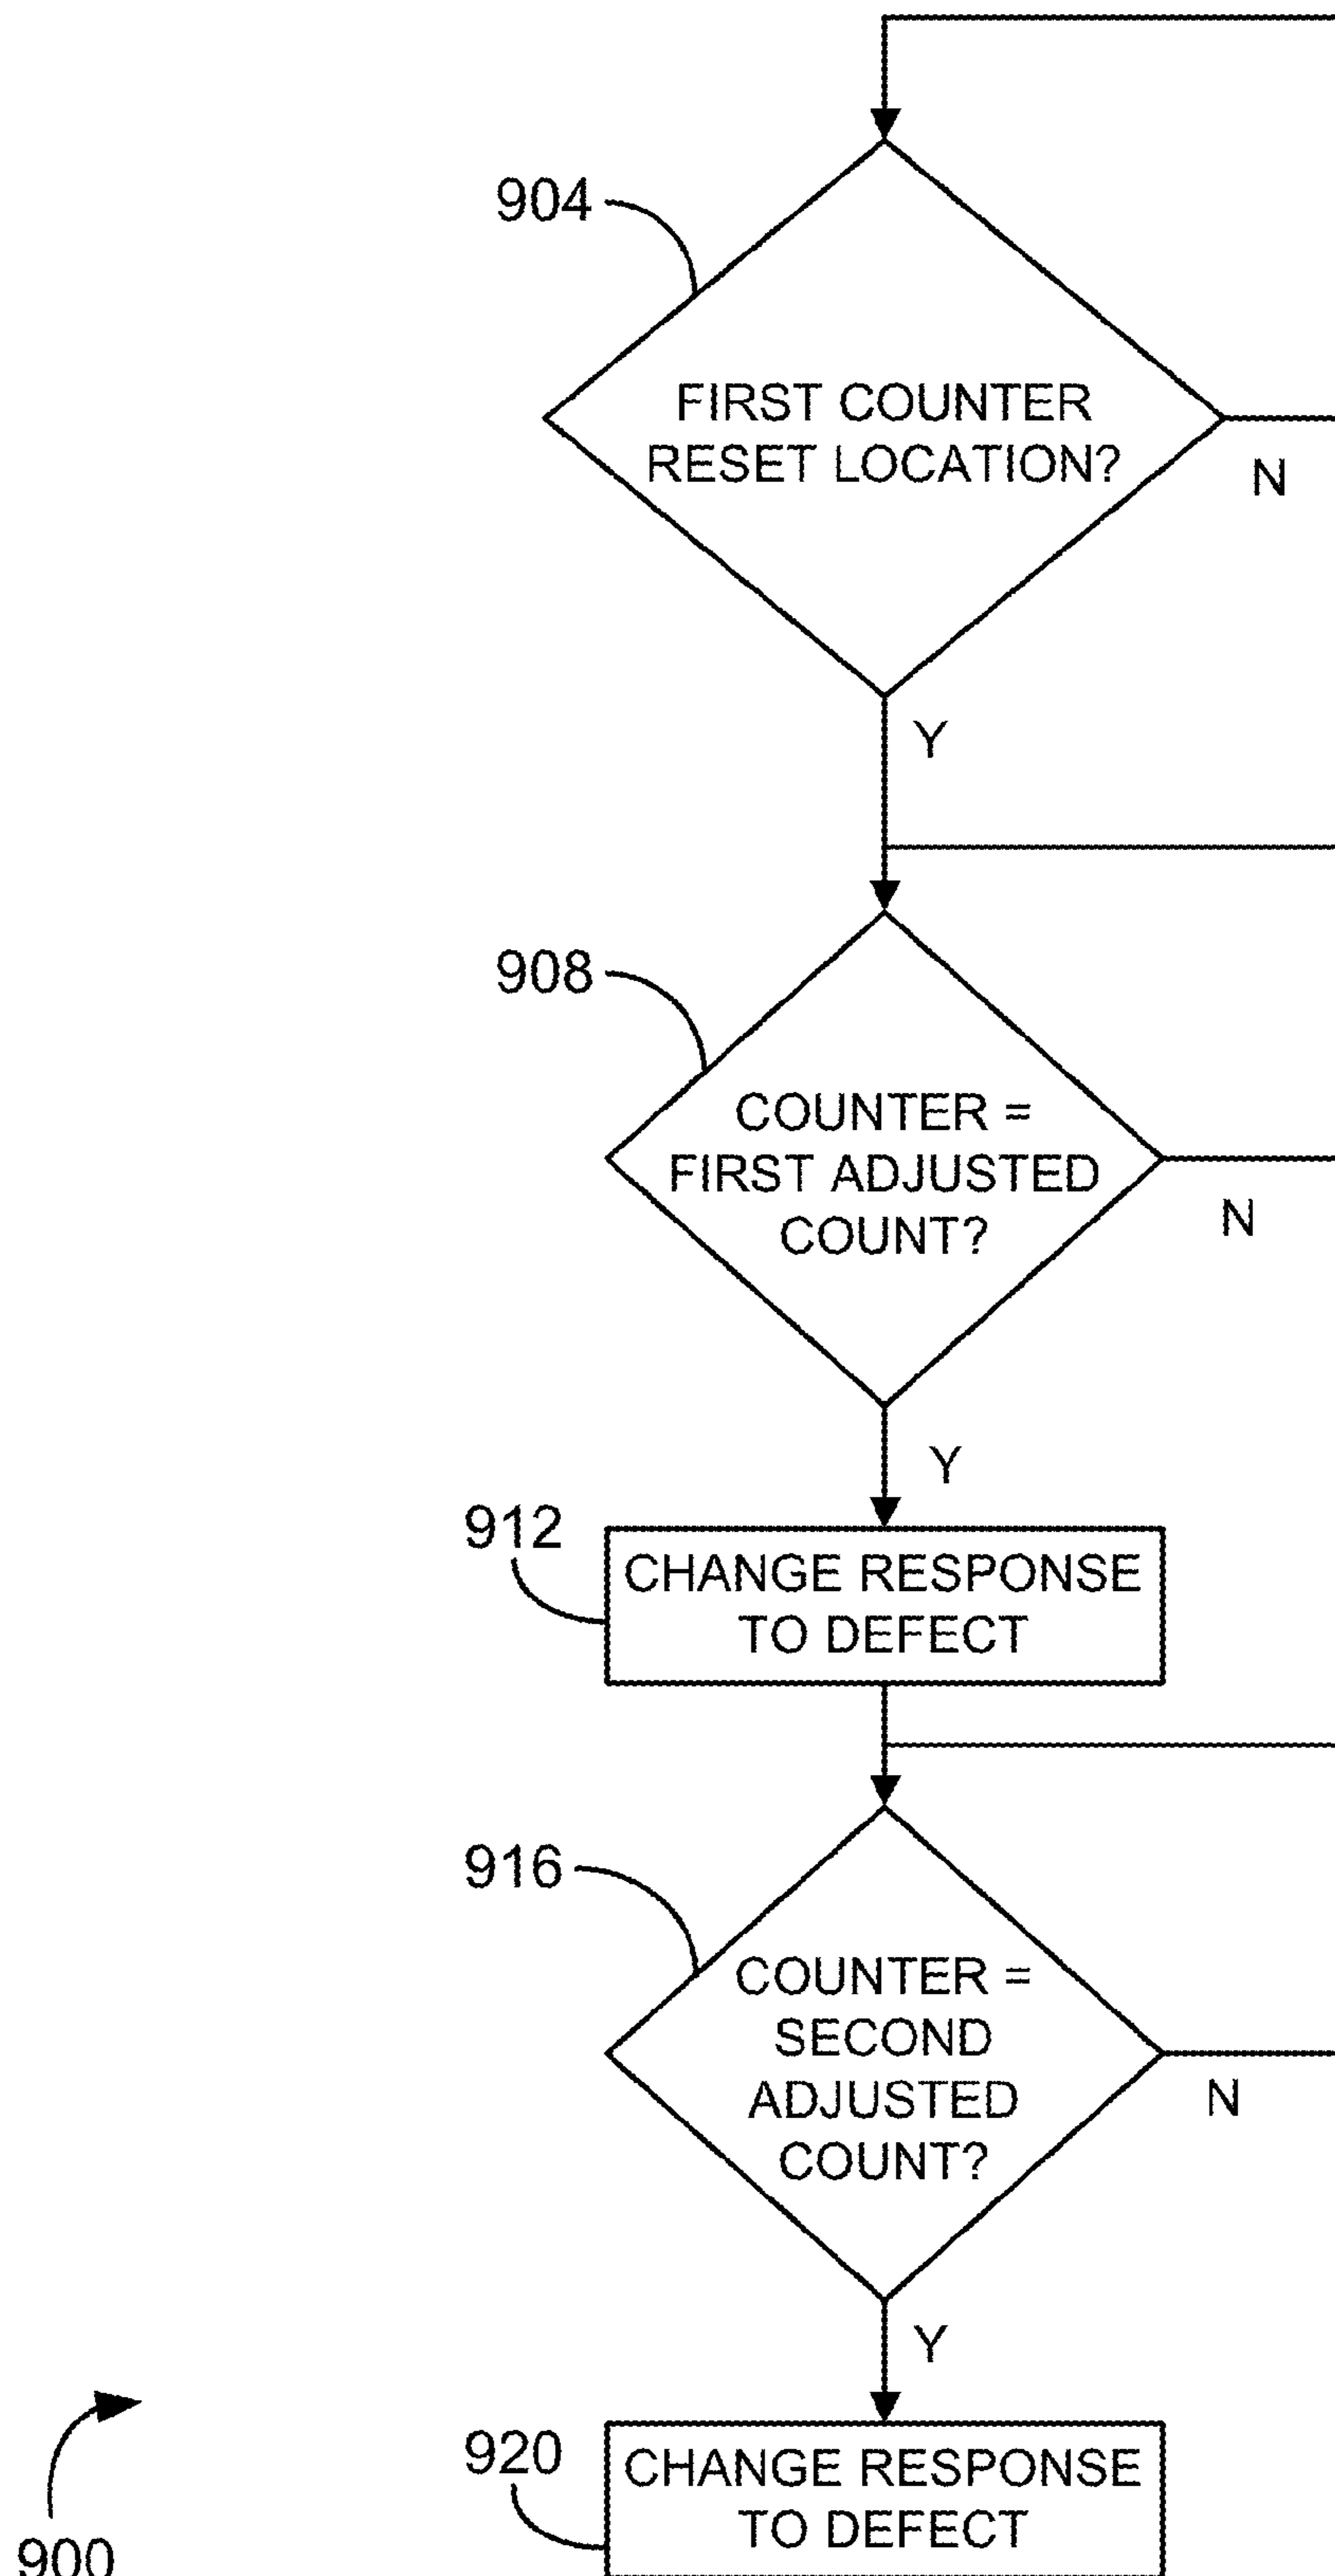 904
FIRST COUNTER
RESET LOCATION?
N
Y
908
COUNTER =
FIRST ADJUSTED
COUNT?
N
Y
912
CHANGE RESPONSE
TO DEFECT
916
COUNTER =
SECOND
ADJUSTED
COUNT?
N
Y
920
CHANGE RESPONSE
TO DEFECT
900